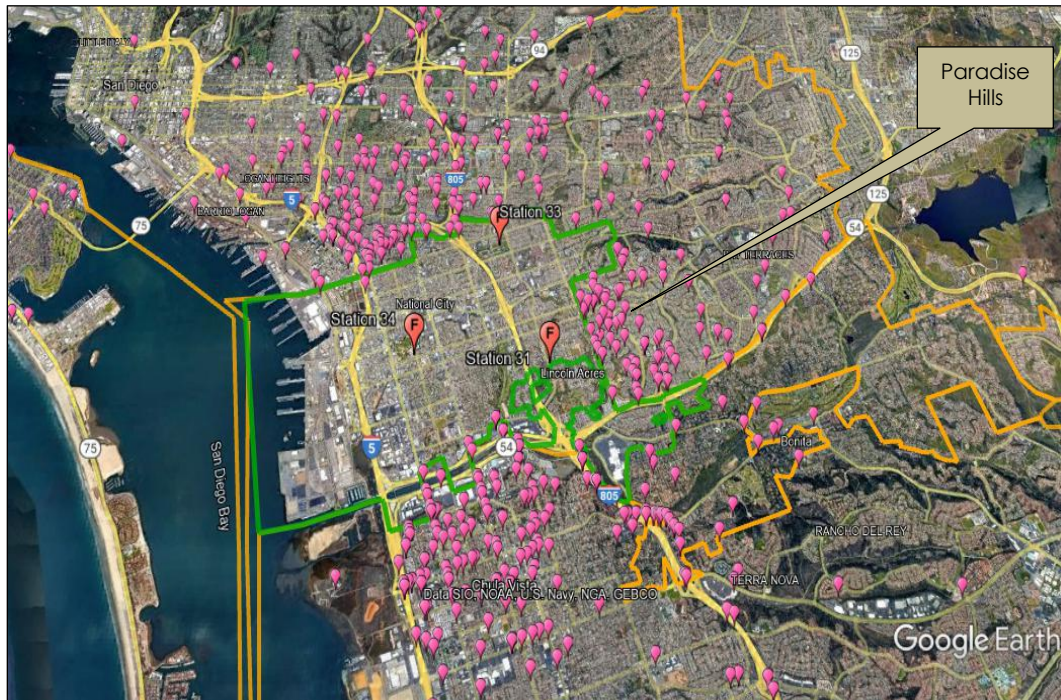 94
125
San Diego
Paradise
Hills
LOGAN HEIGHTS
805
5
BARRIO LOGAN
125
75
Station 33
54
National City
Station 34
F
F
Station 31
Lincoln Acres
75
5
54
San Diego Bay
Bonita
805
RANCHO DEL REY
Chula Vista
TERRA NOVA
Data SIO, NOAA, U.S. Navy, NGA, GEBCO
Google Earth